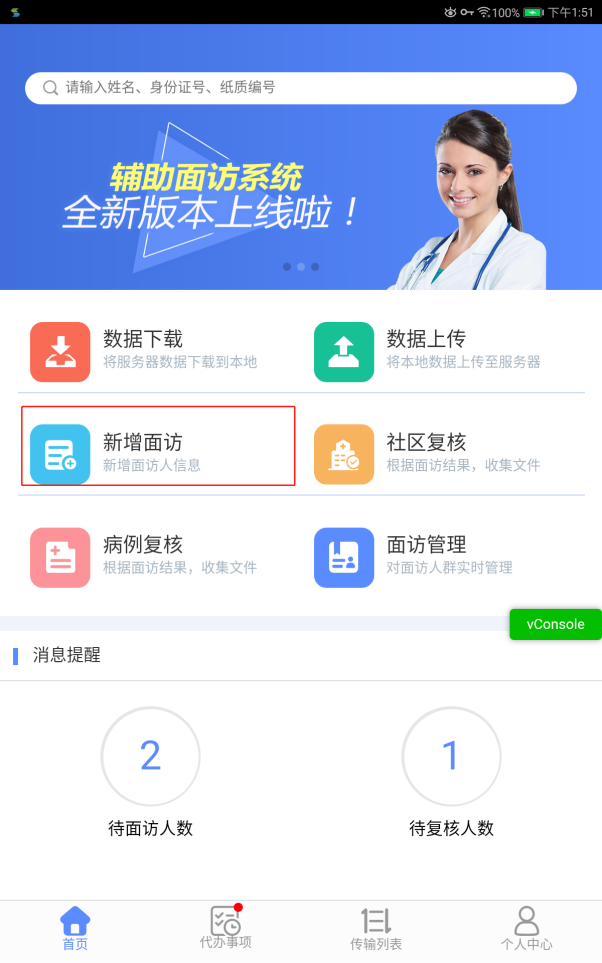 100% 下午1:51
请输入姓名、身份证号、纸质编号
辅助面访系统
全新版本上线啦！
数据下载
将服务器数据下载到本地
数据上传
将本地数据上传至服务器
新增面访
新增面访人信息
社区复核
根据面访结果，收集文件
病例复核
根据面访结果，收集文件
面访管理
对面访人群实时管理
vConsole
消息提醒
2
待面访人数
1
待复核人数
首页
代办事项
传输列表
个人中心